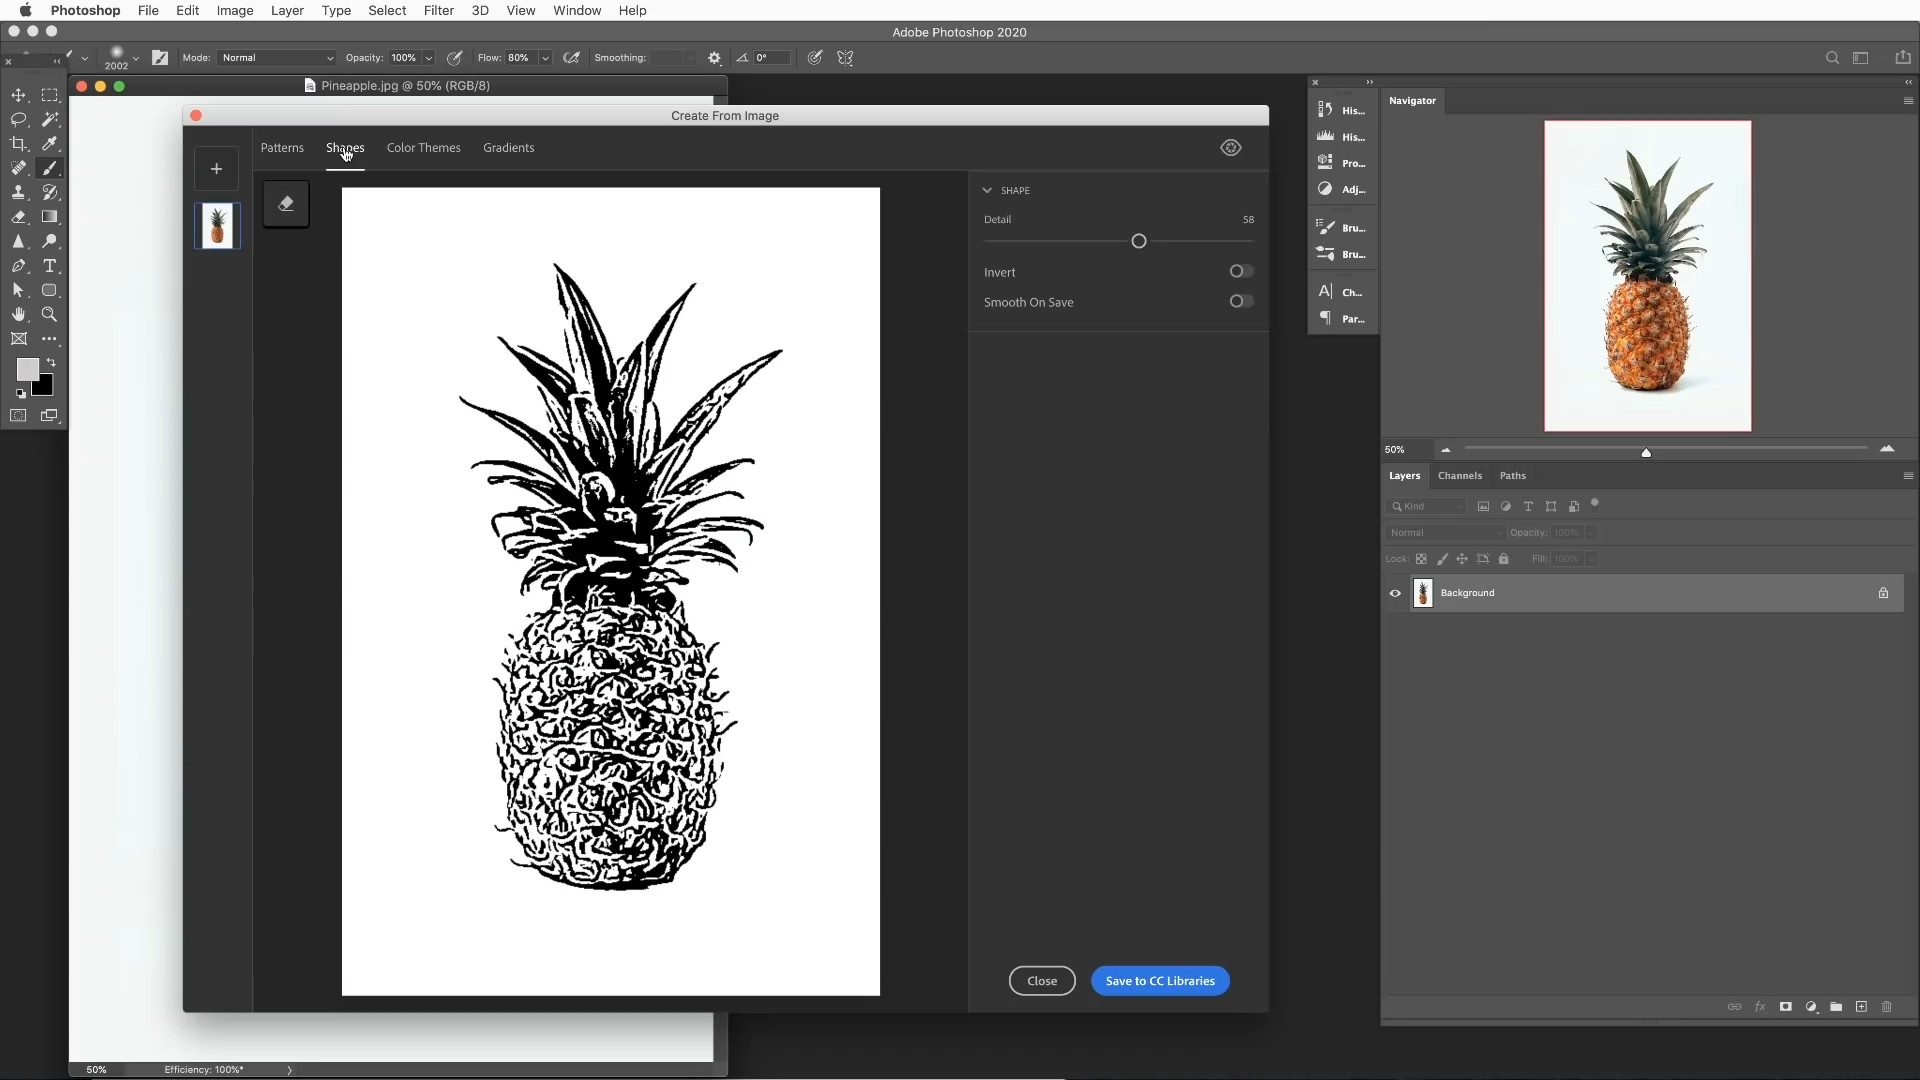 Photoshop File Edit Image Layer Type Select Filter 3D View Window Help
Adobe Photoshop 2020
2002 Mode: Normal Opacity: 100% Flow: 80% Smoothing: 0°
Pineapple.jpg @ 50% (RGB/8)
Create From Image
Patterns Shapes Color Themes Gradients
SHAPE
Detail 58
Invert
Smooth On Save
Close Save to CC Libraries
His...
His...
Pro...
Adj...
Bru...
Bru...
Ch...
Par...
Navigator
50%
Layers Channels Paths
Kind
Normal Opacity: 100%
Lock: Fill: 100%
Background
fx
50% Efficiency: 100%*